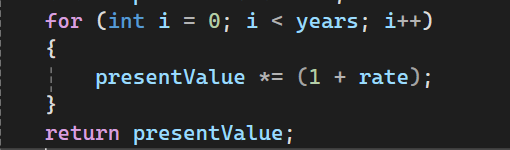 for (int i = 0; i < years; i++)
{
presentValue *= (1 + rate);
}
return presentValue;